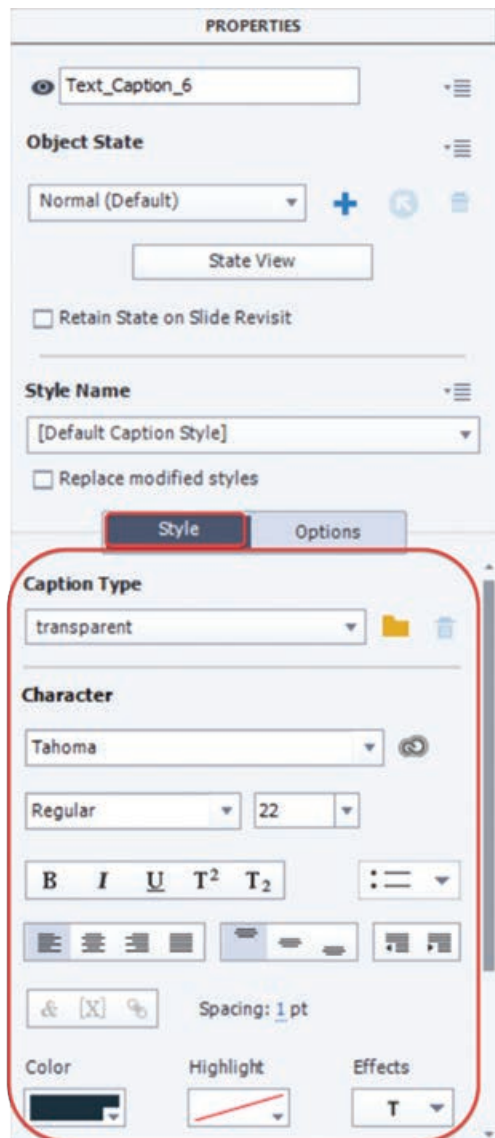 PROPERTIES
Text_Caption_6
Object State
Normal (Default)
State View
Retain State on Slide Revisit
Style Name
[Default Caption Style]
Replace modified styles
Style Options
Caption Type
transparent
Character
Tahoma
Regular 22
B I U T² T₂
& [X]
Spacing: 1 pt
Color Highlight Effects
T